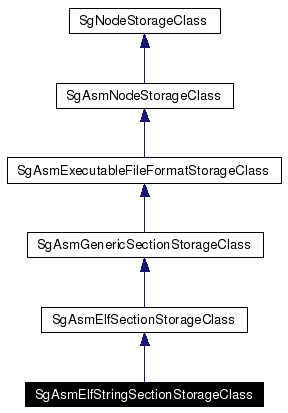 SgNodeStorageClass
SgAsmNodeStorageClass
SgAsmExecutableFileFormatStorageClass
SgAsmGenericSectionStorageClass
SgAsmElfSectionStorageClass
SgAsmElfStringSectionStorageClass